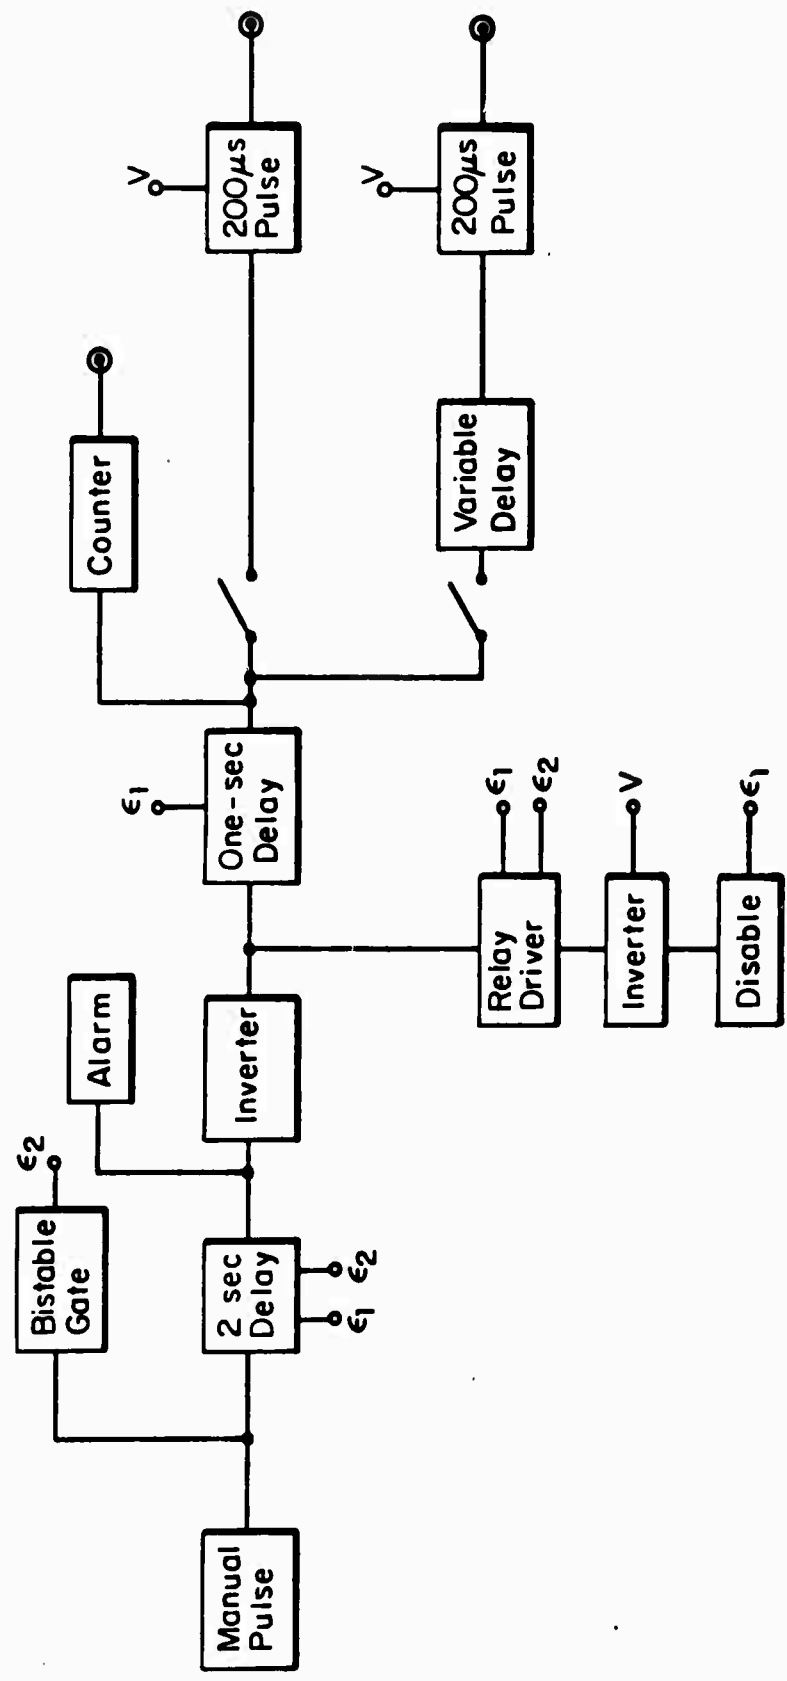 Manual
Pulse
Bistable
Gate
ϵ2
2 sec
Delay
ϵ1
ϵ2
Alarm
Inverter
One-sec
Delay
ϵ1
Relay
Driver
ϵ1
ϵ2
Inverter
V
Disable
ϵ1
Counter
200μs
Pulse
V
Variable
Delay
200μs
Pulse
V